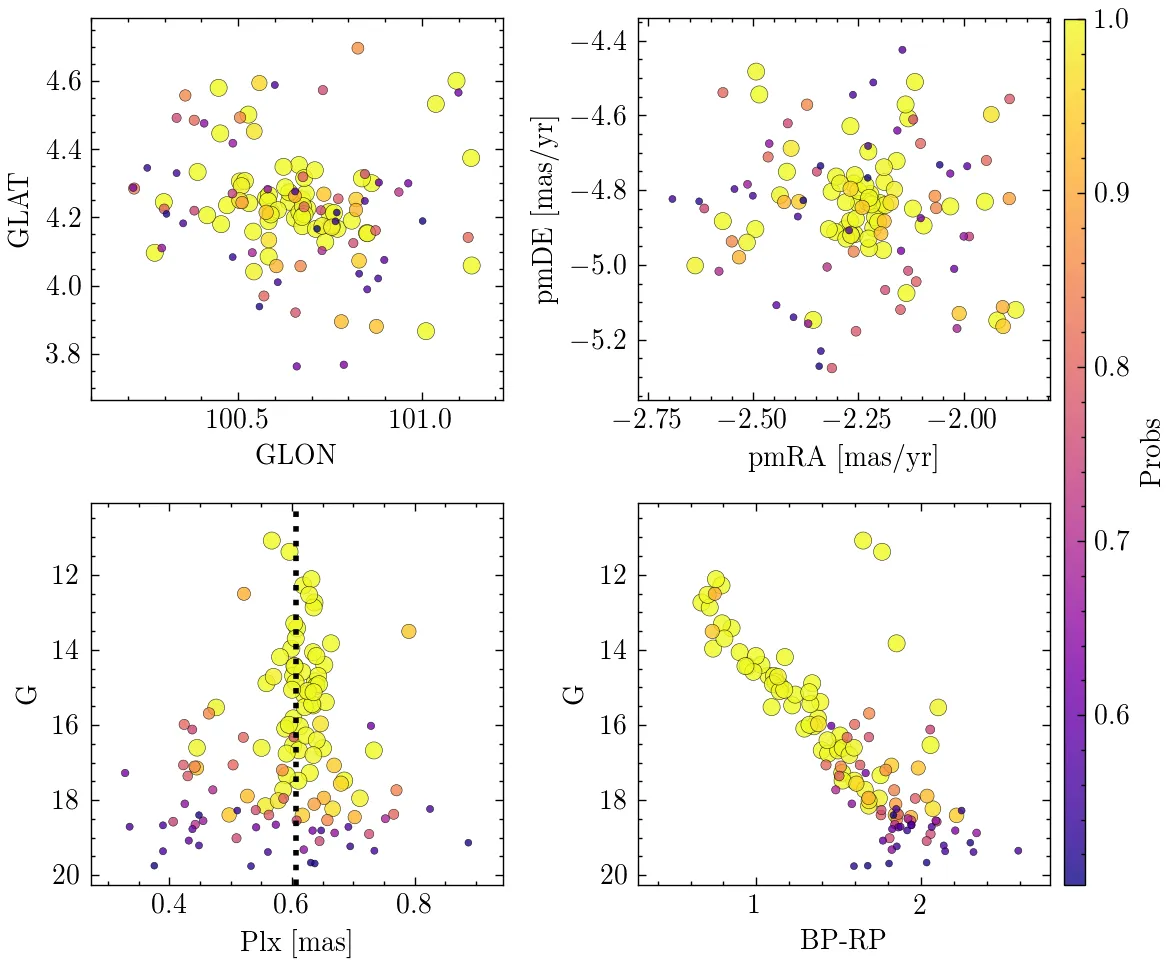 4.6
4.4
4.2
4.0
3.8
GLAT
100.5 101.0
GLON
−4.4
−4.6
−4.8
−5.0
−5.2
pmDE [mas/yr]
−2.75 −2.50 −2.25 −2.00
pmRA [mas/yr]
1.0
0.9
0.8
0.7
0.6
Probs
12
14
16
18
20
G
0.4 0.6 0.8
Plx [mas]
12
14
16
18
20
G
1 2
BP-RP